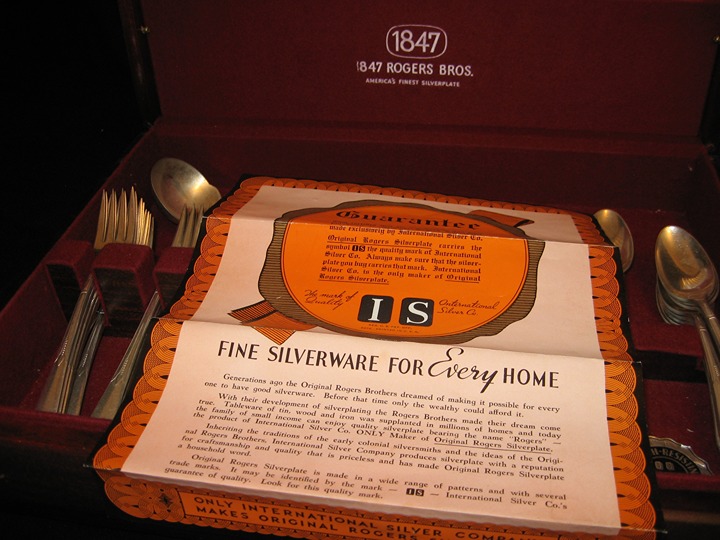 1847
1847 ROGERS BROS.
AMERICA'S FINEST SILVERPLATE
Guarantee
made exclusively by International Silver Co.
Original Rogers Silverplate carries the
symbol IS the quality mark of International
Silver Co. Always make sure that the silver-
plate you buy carries that mark. International
Silver Co. is the only maker of Original
Rogers Silverplate.
The mark of
Quality
IS
International
Silver Co.
FINE SILVERWARE FOR Every HOME
Generations ago the Original Rogers Brothers dreamed of making it possible for every
one to have good silverware. Before that time only the wealthy could afford it.
With their development of silverplating the Rogers Brothers made their dream come
true. Tableware of tin, wood and iron was supplanted in millions of homes and today
the family of small income can enjoy quality silverplate bearing the name "Rogers" —
the product of International Silver Co. ONLY Maker of Original Rogers Silverplate.
Inheriting the traditions of the early colonial silversmiths and the ideas of the Origi-
nal Rogers Brothers, International Silver Company produces silverplate with a reputation
for craftsmanship and quality that is priceless and has made Original Rogers Silverplate
a household word.
Original Rogers Silverplate is made in a wide range of patterns and with several
trade marks. It may be identified by the mark — IS — International Silver Co.'s
guarantee of quality. Look for this quality mark.
ONLY INTERNATIONAL SILVER COMPANY
MAKES ORIGINAL ROGERS